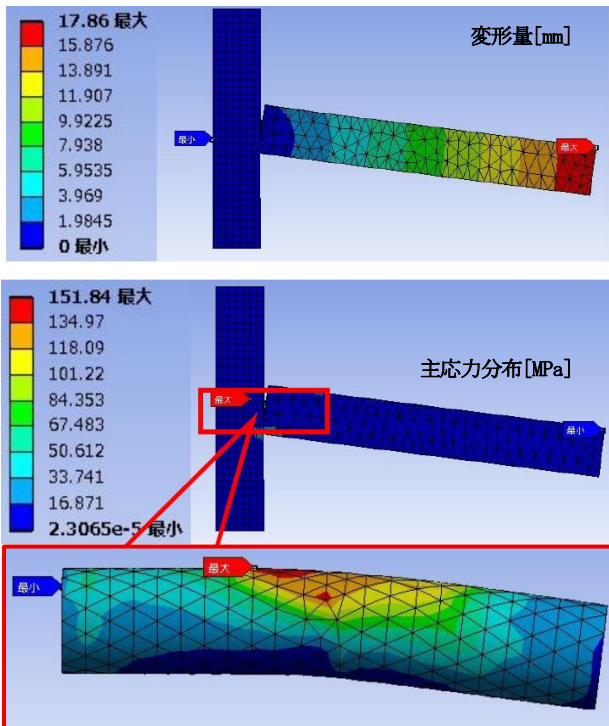 17.86 最大
15.876
13.891
11.907
9.9225
7.938
5.9535
3.969
1.9845
0 最小
変形量[mm]
最小
最大
151.84 最大
134.97
118.09
101.22
84.353
67.483
50.612
33.741
16.871
2.3065e-5 最小
主応力分布[MPa]
最大
最小
最大
最小